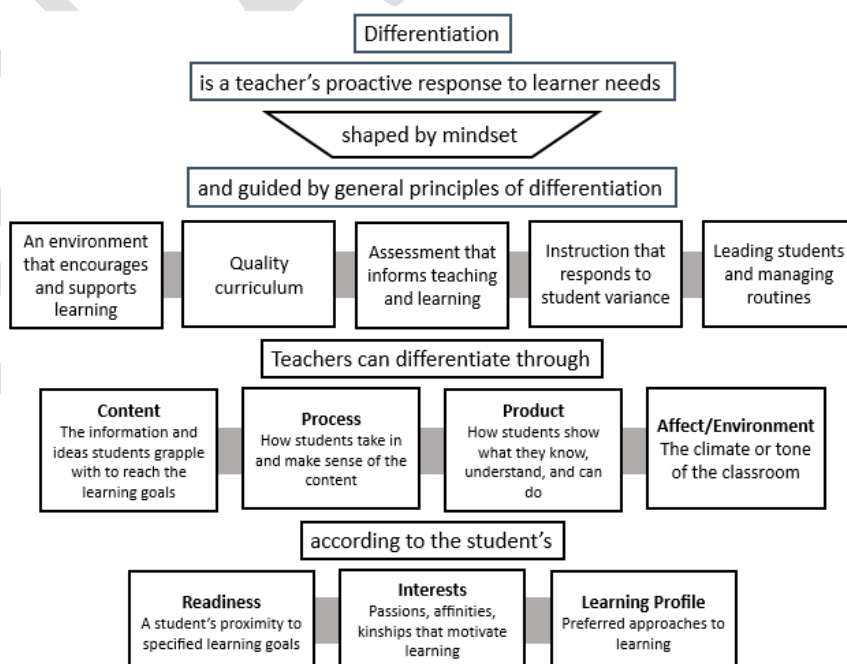 Differentiation
is a teacher's proactive response to learner needs
shaped by mindset
and guided by general principles of differentiation
An environment
that encourages
and supports
learning
Quality
curriculum
Assessment that
informs teaching
and learning
Instruction that
responds to
student variance
Leading students
and managing
routines
Teachers can differentiate through
Content
The information and
ideas students grapple
with to reach the
learning goals
Process
How students take in
and make sense of the
content
Product
How students show
what they know,
understand, and can
do
Affect/Environment
The climate or tone
of the classroom
according to the student's
Readiness
A student's proximity to
specified learning goals
Interests
Passions, affinities,
kinships that motivate
learning
Learning Profile
Preferred approaches to
learning